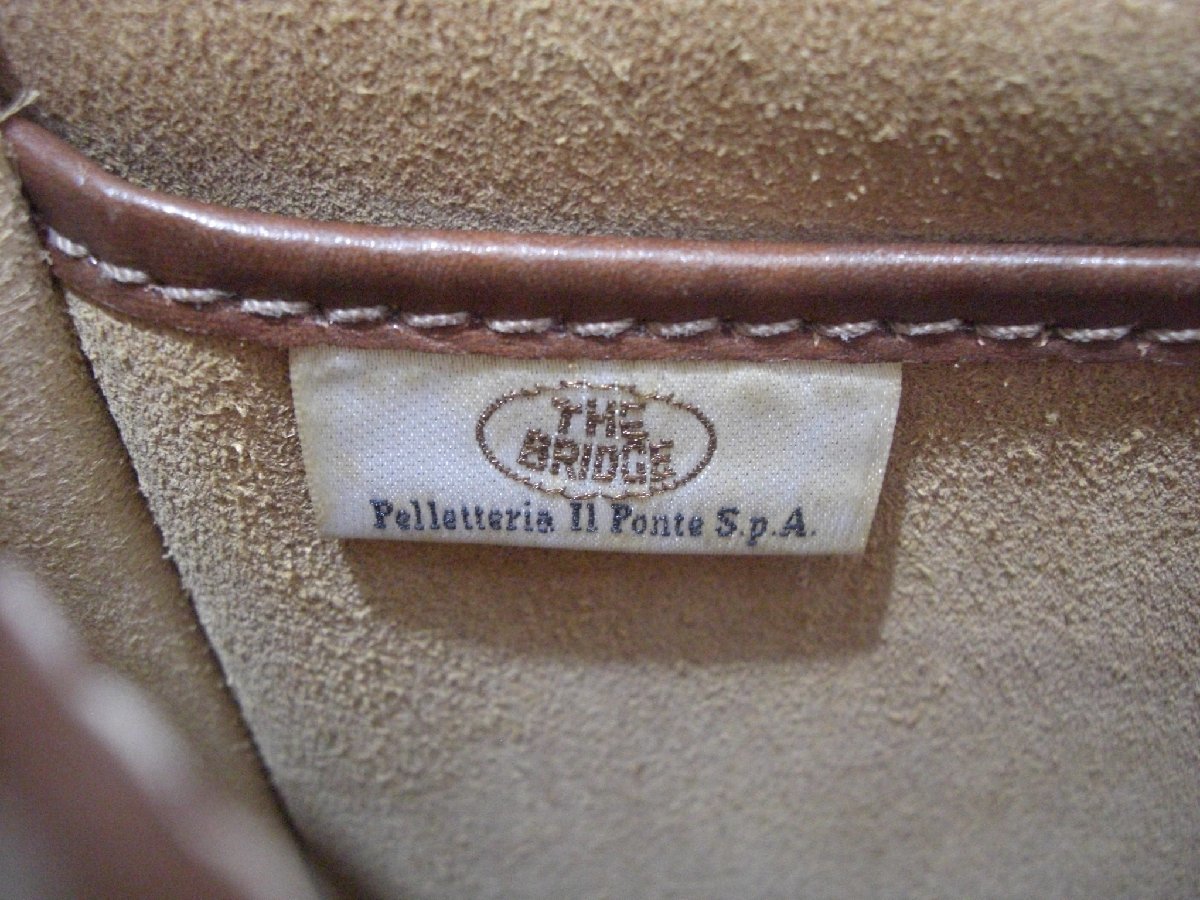 THE
BRIDGE
Pelletteria Il Ponte S.p.A.